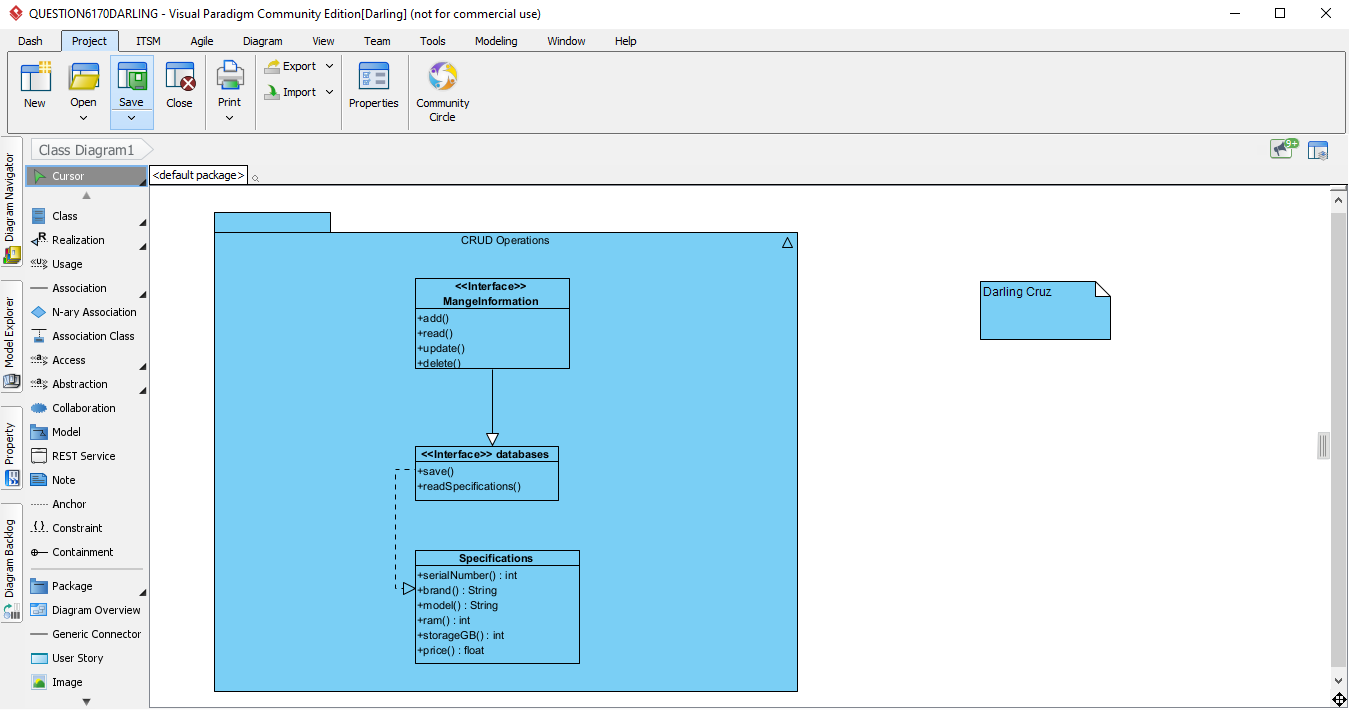 QUESTION6170DARLING - Visual Paradigm Community Edition[Darling] (not for commercial use)
Dash Project ITSM Agile Diagram View Team Tools Modeling Window Help
New Open Save Close Print Export Import Properties Community Circle
Class Diagram1
9+
Diagram Navigator
Model Explorer
Property
Diagram Backlog
Cursor
Class
Realization
Usage
Association
N-ary Association
Association Class
Access
Abstraction
Collaboration
Model
REST Service
Note
Anchor
Constraint
Containment
Package
Diagram Overview
Generic Connector
User Story
Image
<default package>
CRUD Operations
<<Interface>>
MangeInformation
+add()
+read()
+update()
+delete()
<<Interface>> databases
+save()
+readSpecifications()
Specifications
+serialNumber() : int
+brand() : String
+model() : String
+ram() : int
+storageGB() : int
+price() : float
Darling Cruz